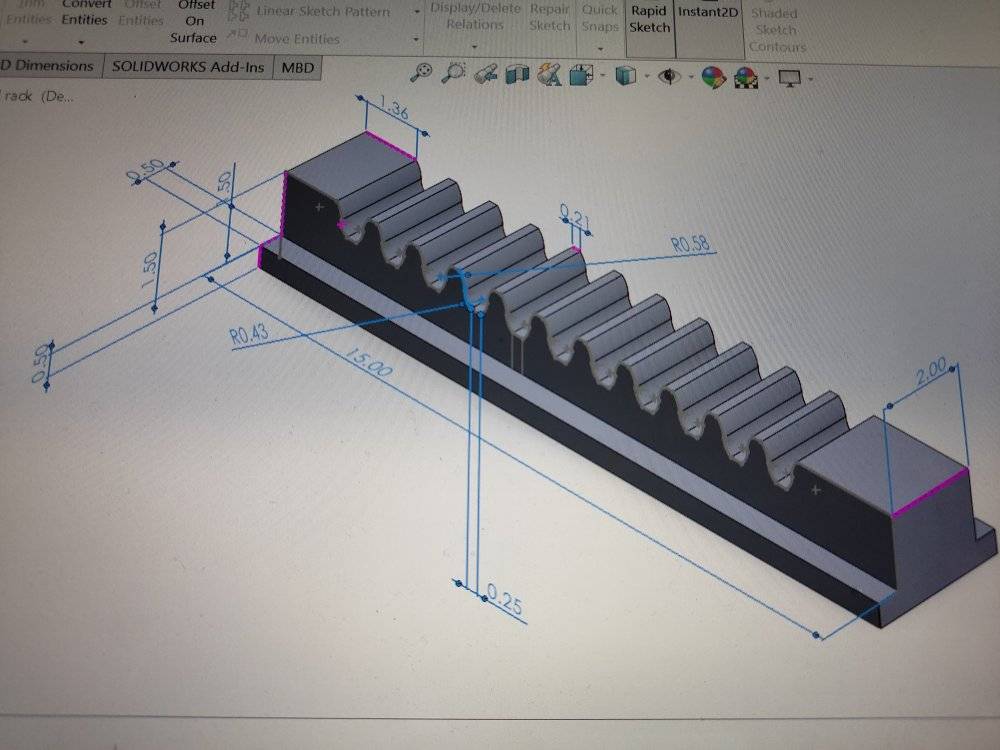 Convert
Entities
Entities
Offset
Entities
Offset
On
Surface
Linear Sketch Pattern
Move Entities
Display/Delete
Relations
Repair
Sketch
Quick
Snaps
Rapid
Sketch
Instant2D
Shaded
Sketch
Contours
D Dimensions
SOLIDWORKS Add-Ins
MBD
rack (De...
1.36
0.50
.50
1.50
0.50
0.21
R0.58
R0.43
15.00
2.00
0.25